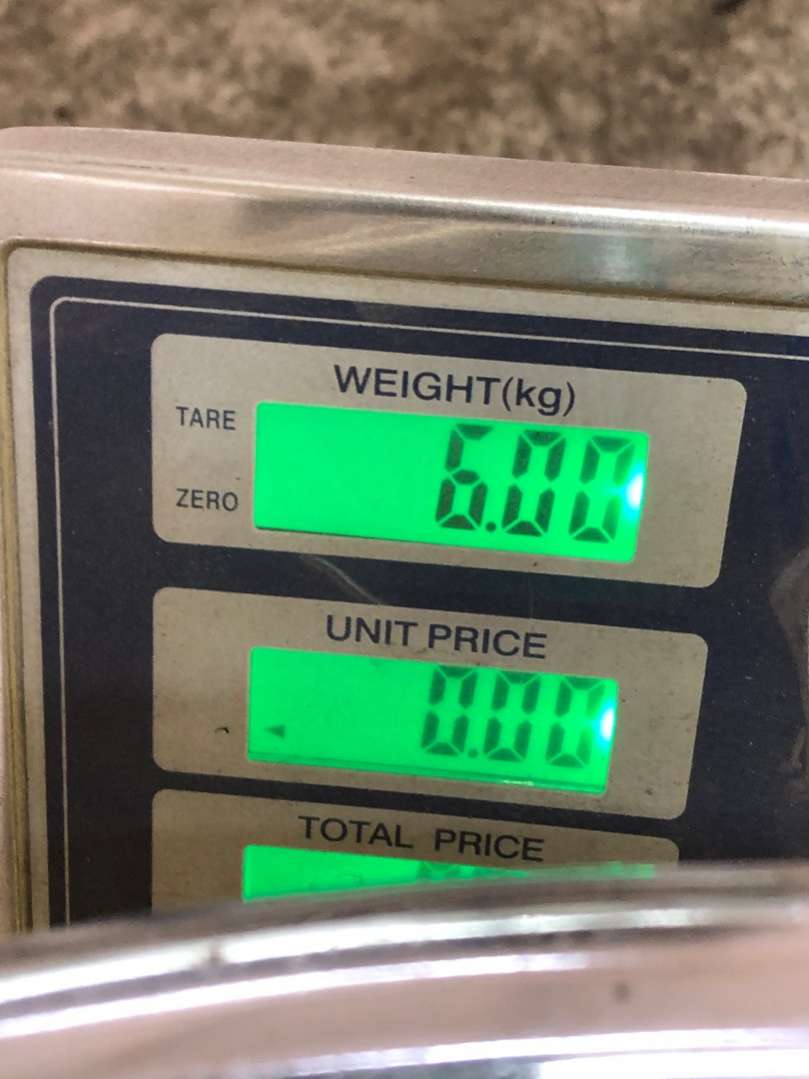 WEIGHT(kg)
TARE
6.00
ZERO
UNIT PRICE
0.00
TOTAL PRICE